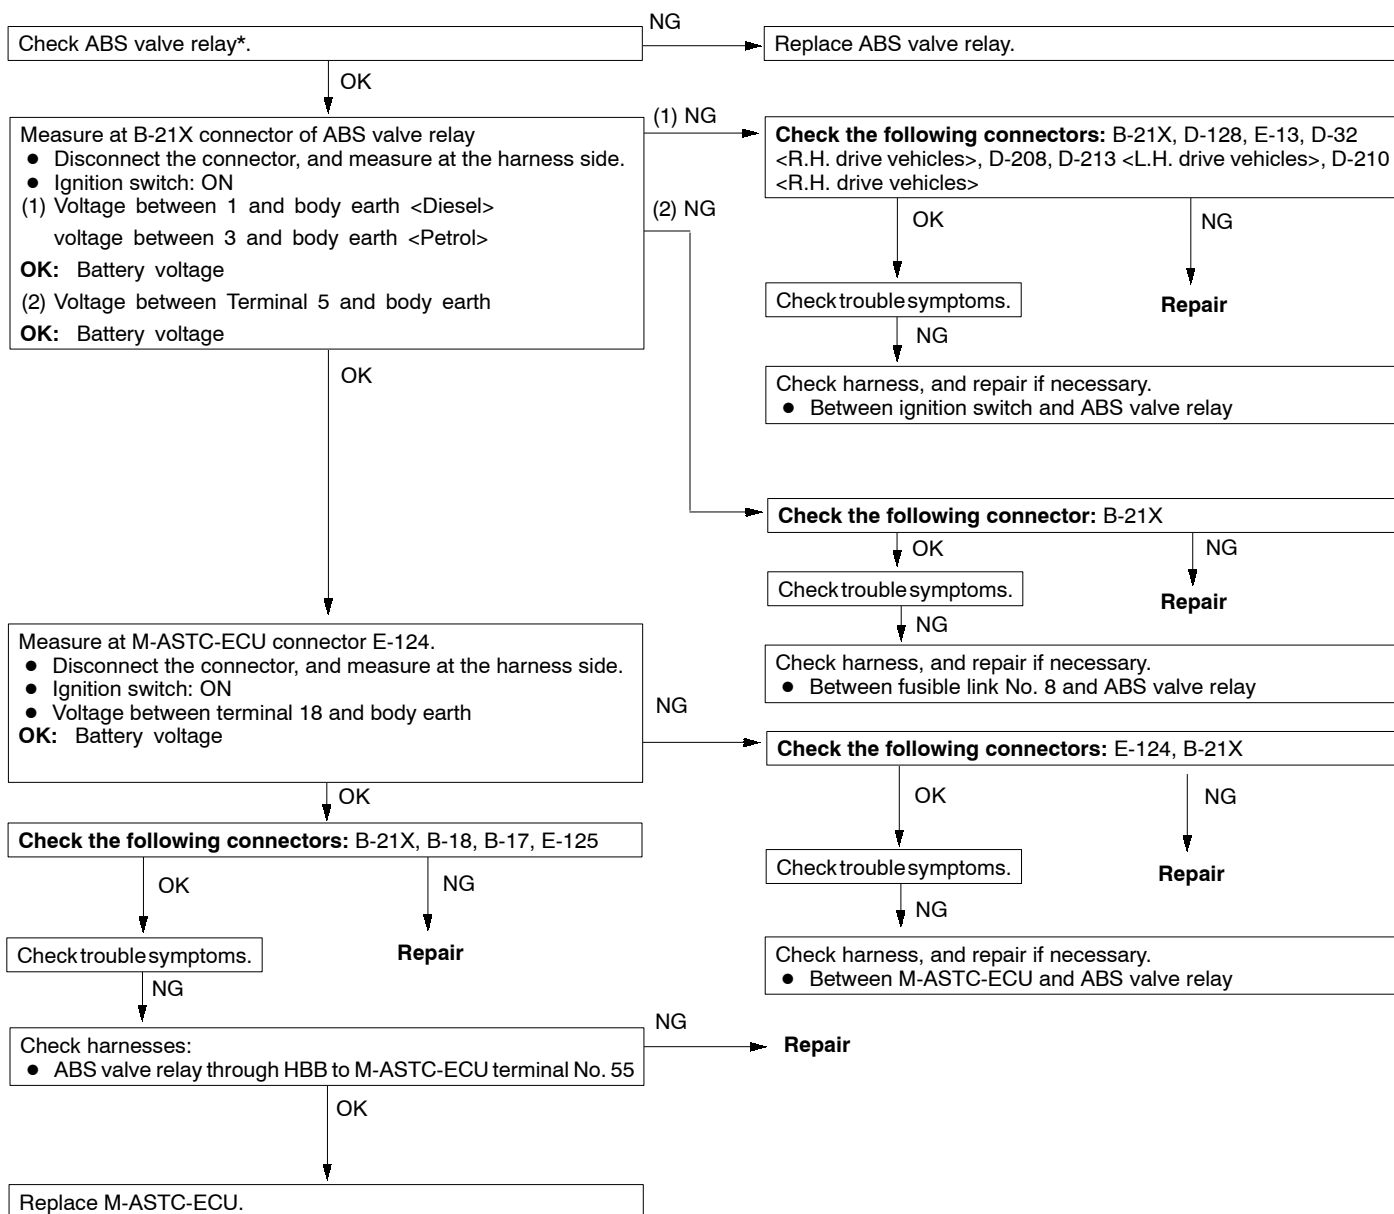 Check ABS valve relay*.
NG
Replace ABS valve relay.
OK
Measure at B-21X connector of ABS valve relay
● Disconnect the connector, and measure at the harness side.
● Ignition switch: ON
(1) Voltage between 1 and body earth <Diesel>
voltage between 3 and body earth <Petrol>
OK: Battery voltage
(2) Voltage between Terminal 5 and body earth
OK: Battery voltage
(1) NG
Check the following connectors: B-21X, D-128, E-13, D-32
<R.H. drive vehicles>, D-208, D-213 <L.H. drive vehicles>, D-210
<R.H. drive vehicles>
(2) NG
OK
NG
Check trouble symptoms.
Repair
NG
Check harness, and repair if necessary.
● Between ignition switch and ABS valve relay
OK
Check the following connector: B-21X
OK
NG
Check trouble symptoms.
Repair
NG
Check harness, and repair if necessary.
● Between fusible link No. 8 and ABS valve relay
Measure at M-ASTC-ECU connector E-124.
● Disconnect the connector, and measure at the harness side.
● Ignition switch: ON
● Voltage between terminal 18 and body earth
OK: Battery voltage
NG
Check the following connectors: E-124, B-21X
OK
NG
Check trouble symptoms.
Repair
NG
Check harness, and repair if necessary.
● Between M-ASTC-ECU and ABS valve relay
OK
Check the following connectors: B-21X, B-18, B-17, E-125
OK
NG
Check trouble symptoms.
Repair
NG
Check harnesses:
● ABS valve relay through HBB to M-ASTC-ECU terminal No. 55
NG
Repair
OK
Replace M-ASTC-ECU.